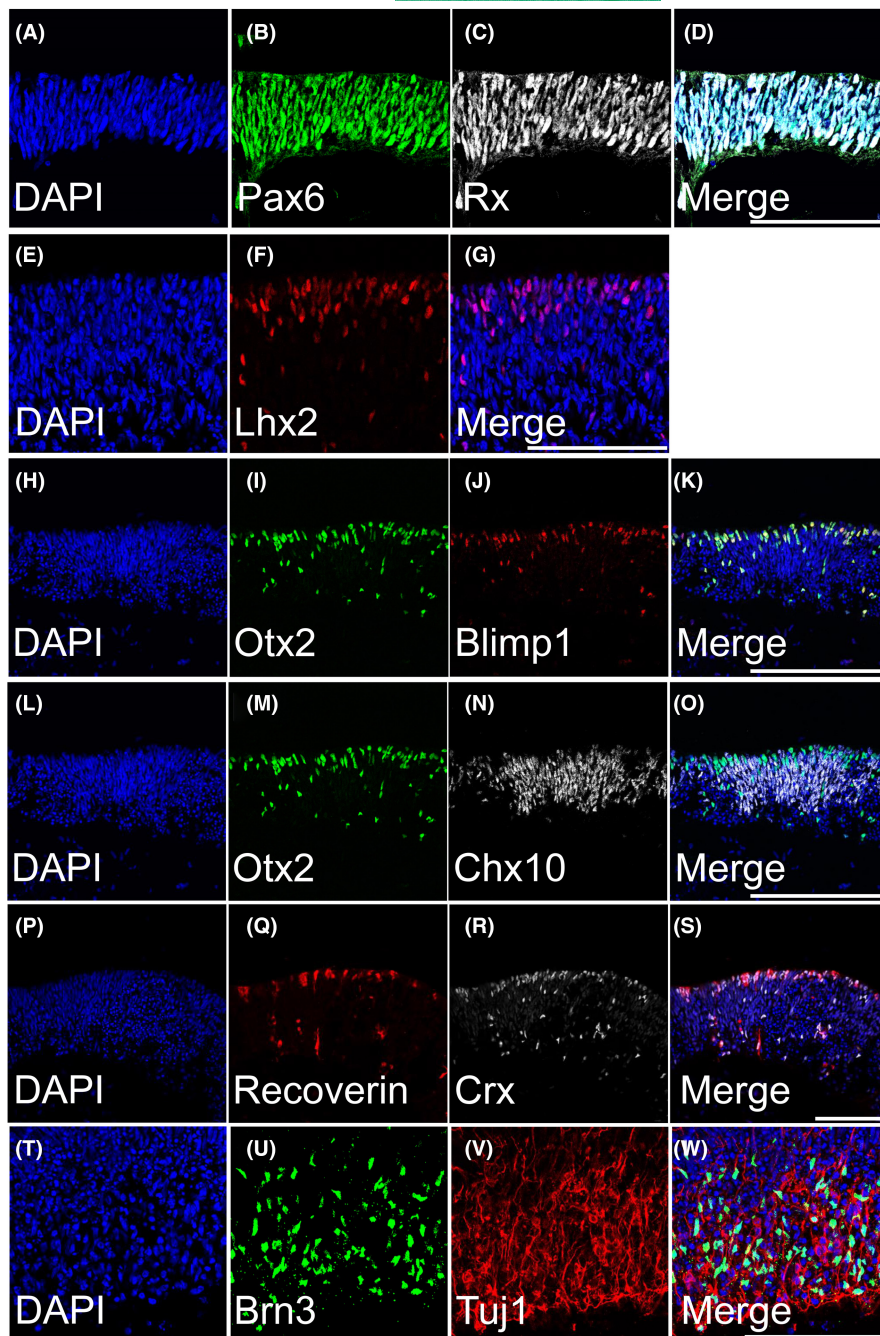 (A) (B) (C) (D)
DAPI Pax6 Rx Merge
(E) (F) (G)
DAPI Lhx2 Merge
(H) (I) (J) (K)
DAPI Otx2 Blimp1 Merge
(L) (M) (N) (O)
DAPI Otx2 Chx10 Merge
(P) (Q) (R) (S)
DAPI Recoverin Crx Merge
(T) (U) (V) (W)
DAPI Brn3 Tuj1 Merge